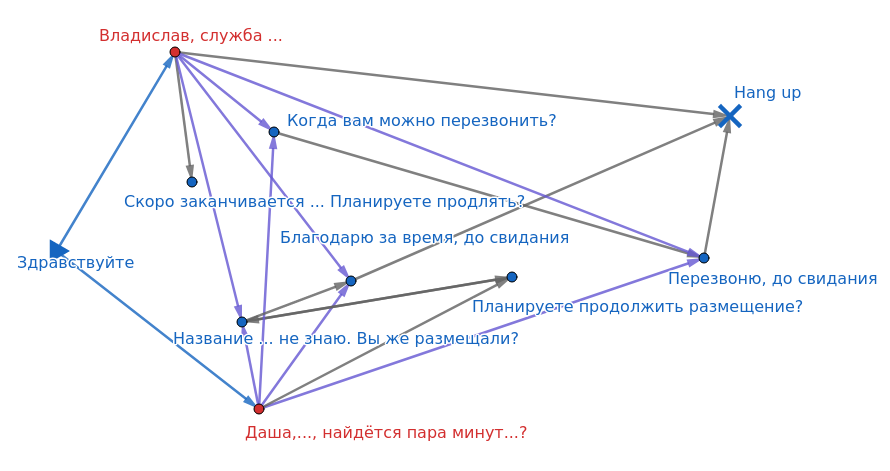 Владислав, служба ...
Hang up
Когда вам можно перезвонить?
Скоро заканчивается ... Планируете продлять?
Благодарю за время, до свидания
Здравствуйте
Перезвоню, до свидания
Планируете продолжить размещение?
Название ... не знаю. Вы же размещали?
Даша,..., найдётся пара минут...?